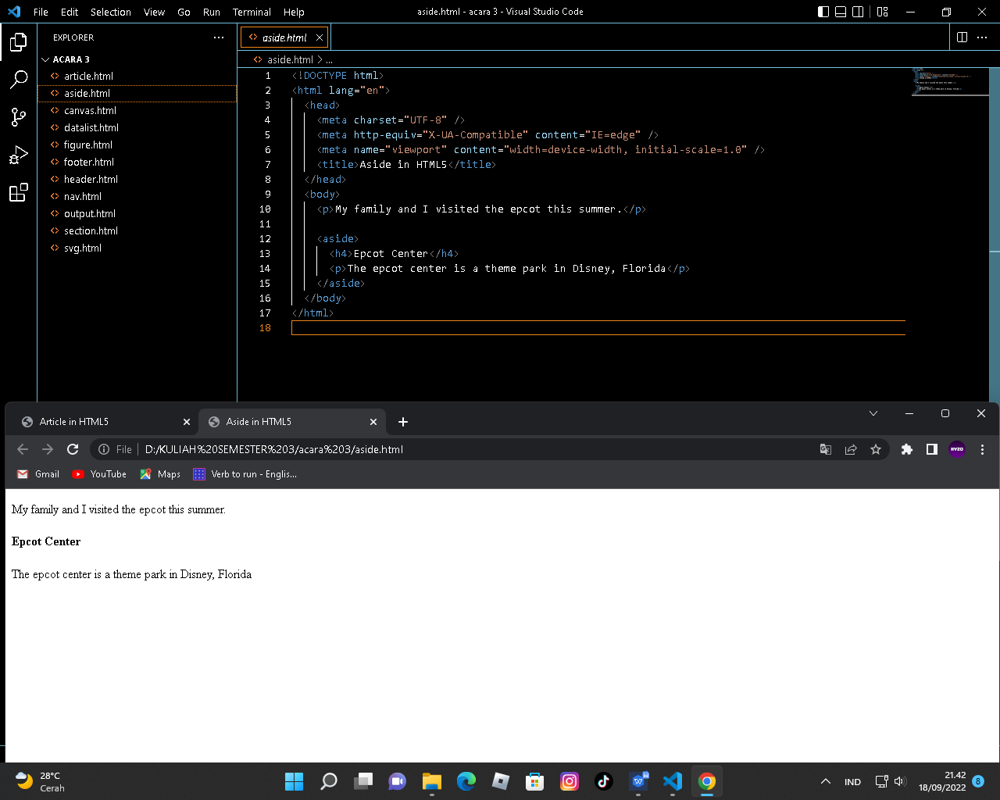 File Edit Selection View Go Run Terminal Help
aside.html - acara 3 - Visual Studio Code
EXPLORER
ACARA 3
article.html
aside.html
canvas.html
datalist.html
figure.html
footer.html
header.html
nav.html
output.html
section.html
svg.html
aside.html
aside.html > ...
1 <!DOCTYPE html>
2 <html lang="en">
3 <head>
4 <meta charset="UTF-8" />
5 <meta http-equiv="X-UA-Compatible" content="IE=edge" />
6 <meta name="viewport" content="width=device-width, initial-scale=1.0" />
7 <title>Aside in HTML5</title>
8 </head>
9 <body>
10 <p>My family and I visited the epcot this summer.</p>
11
12 <aside>
13 <h4>Epcot Center</h4>
14 <p>The epcot center is a theme park in Disney, Florida</p>
15 </aside>
16 </body>
17 </html>
18
Article in HTML5
Aside in HTML5
File D:/KULIAH%20SEMESTER%203/acara%203/aside.html
HYZO
Gmail YouTube Maps Verb to run - Englis...
My family and I visited the epcot this summer.
Epcot Center
The epcot center is a theme park in Disney, Florida
28°C
Cerah
IND
21.42
18/09/2022
8